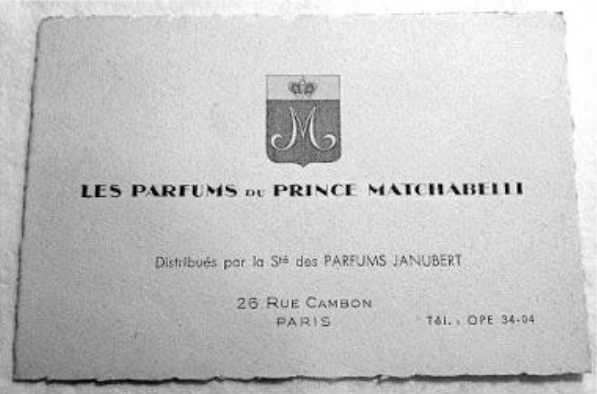 M
LES PARFUMS DU PRINCE MATCHABELLI
Distribués par la Sté des PARFUMS JANUBERT
26 RUE CAMBON
PARIS
Tél. : OPE 34-04